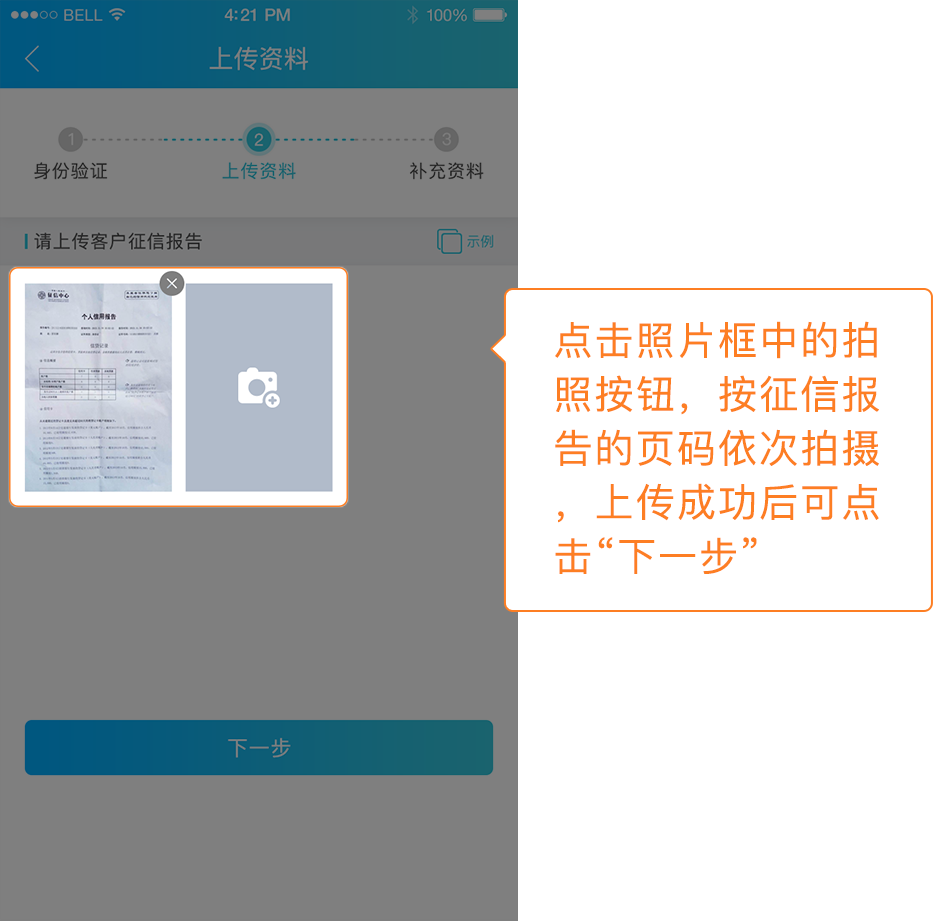 BELL
4:21 PM
100%
上传资料
1
2
3
身份验证
上传资料
补充资料
请上传客户征信报告
示例
征信中心
个人信用报告
信贷记录
点击照片框中的拍
照按钮，按征信报
告的页码依次拍摄
，上传成功后可点
击“下一步”
下一步